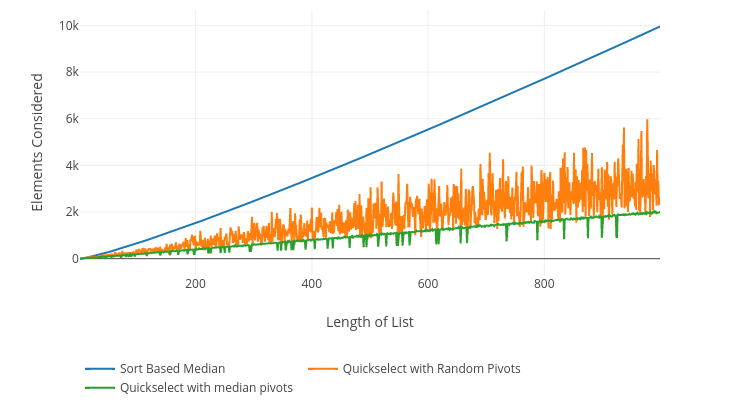 10k
8k
6k
4k
2k
0
Elements Considered
200 400 600 800
Length of List
Sort Based Median Quickselect with Random Pivots
Quickselect with median pivots